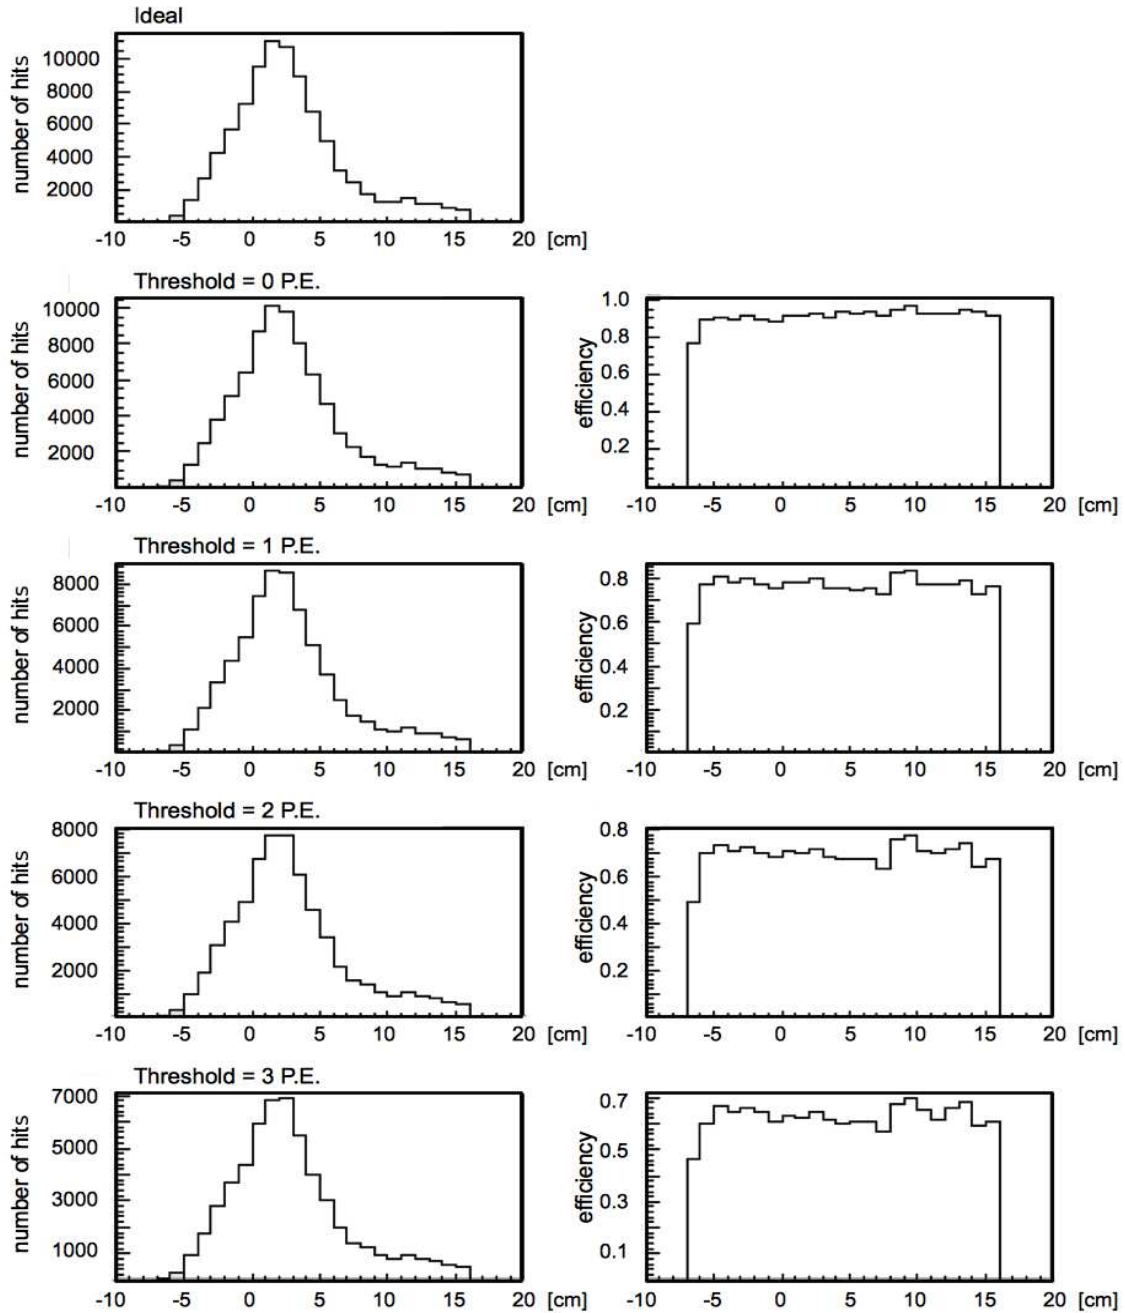 Ideal
number of hits
10000
8000
6000
4000
2000
-10 -5 0 5 10 15 20 [cm]
Threshold = 0 P.E.
number of hits
10000
8000
6000
4000
2000
-10 -5 0 5 10 15 20 [cm]
efficiency
1.0
0.8
0.6
0.4
0.2
-10 -5 0 5 10 15 20 [cm]
Threshold = 1 P.E.
number of hits
8000
6000
4000
2000
-10 -5 0 5 10 15 20 [cm]
efficiency
0.8
0.6
0.4
0.2
-10 -5 0 5 10 15 20 [cm]
Threshold = 2 P.E.
number of hits
8000
6000
4000
2000
-10 -5 0 5 10 15 20 [cm]
efficiency
0.8
0.6
0.4
0.2
-10 -5 0 5 10 15 20 [cm]
Threshold = 3 P.E.
number of hits
7000
5000
3000
1000
-10 -5 0 5 10 15 20 [cm]
efficiency
0.7
0.5
0.3
0.1
-10 -5 0 5 10 15 20 [cm]